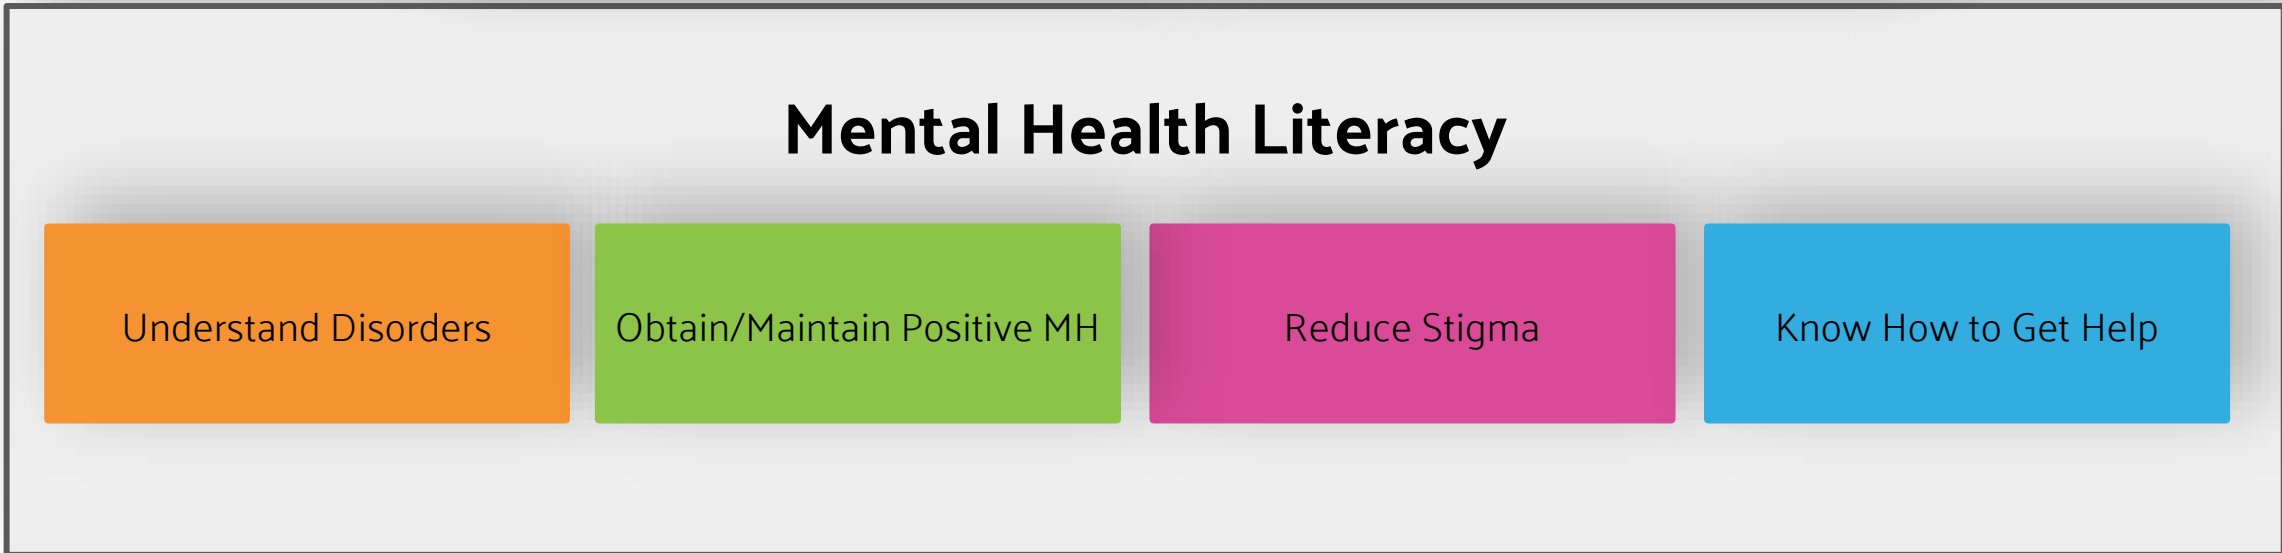 Mental Health Literacy
Understand Disorders
Obtain/Maintain Positive MH
Reduce Stigma
Know How to Get Help